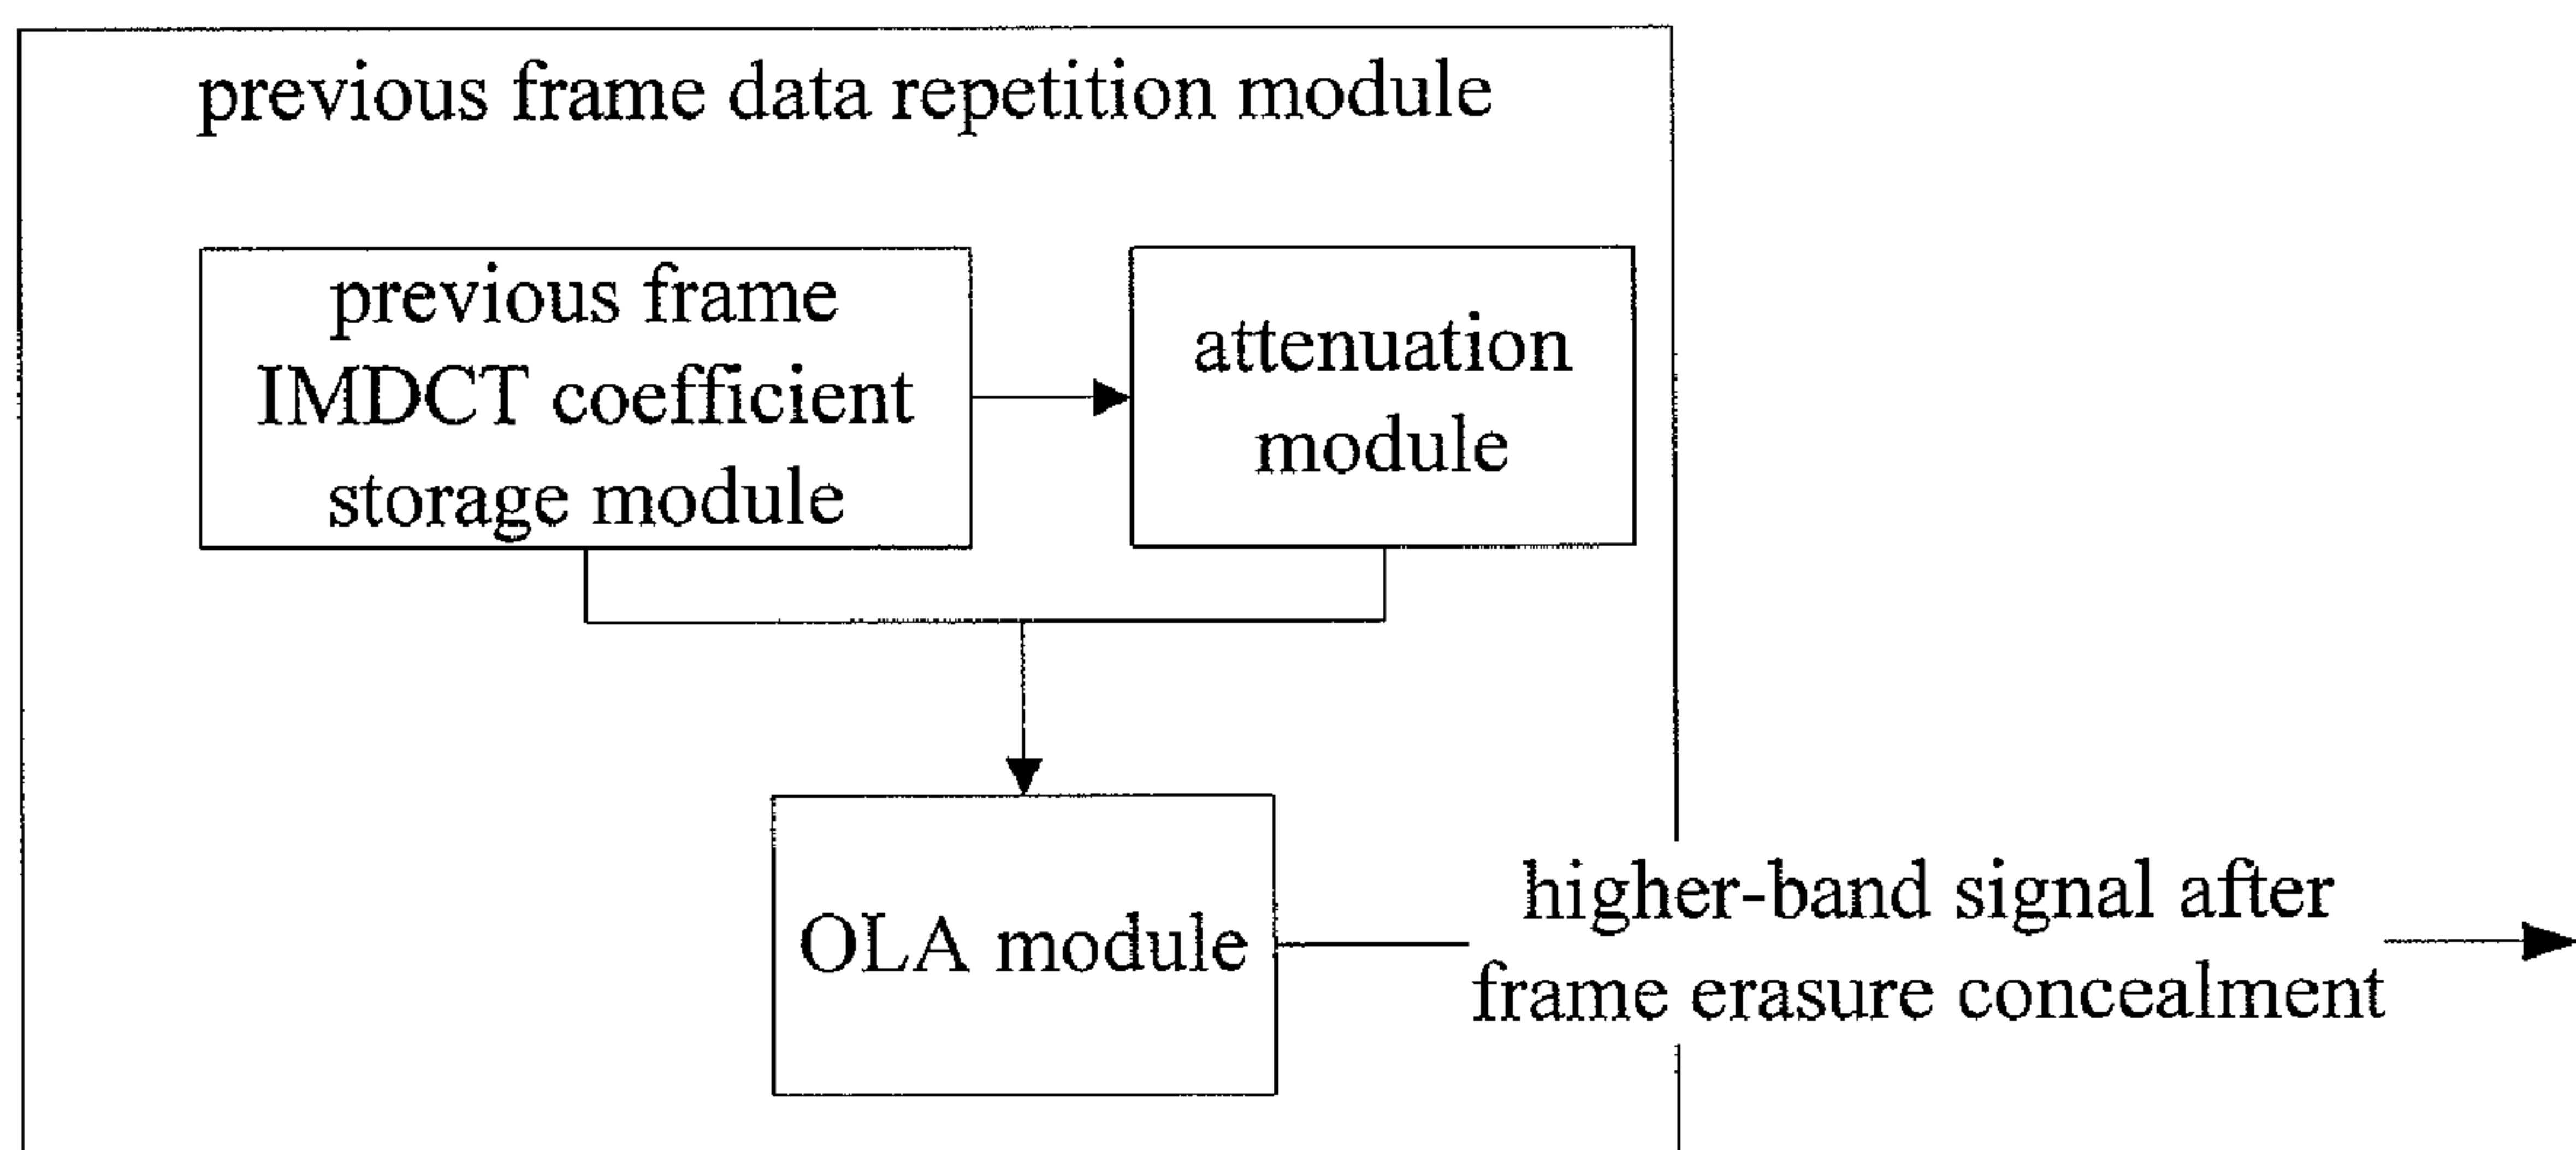 previous frame data repetition module
previous frame
IMDCT coefficient
storage module
attenuation
module
OLA module
higher-band signal after
frame erasure concealment